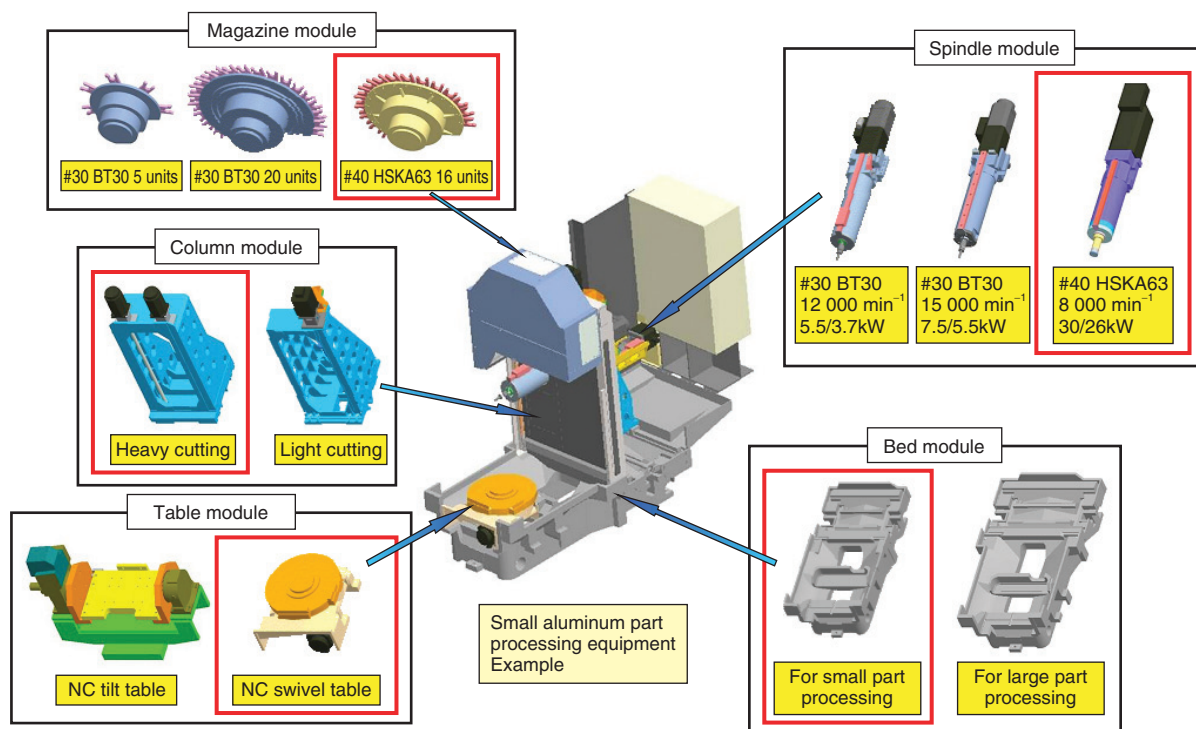 Magazine module
#30 BT30 5 units
#30 BT30 20 units
#40 HSKA63 16 units
Spindle module
#30 BT30
12 000 min⁻¹
5.5/3.7kW
#30 BT30
15 000 min⁻¹
7.5/5.5kW
#40 HSKA63
8 000 min⁻¹
30/26kW
Column module
Heavy cutting
Light cutting
Table module
NC tilt table
NC swivel table
Small aluminum part
processing equipment
Example
Bed module
For small part
processing
For large part
processing